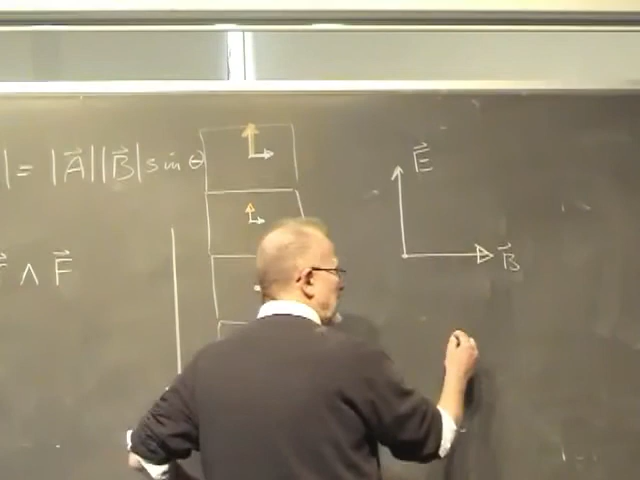 | = |A⃗||B⃗| sin θ
∧ F⃗
E⃗
B⃗